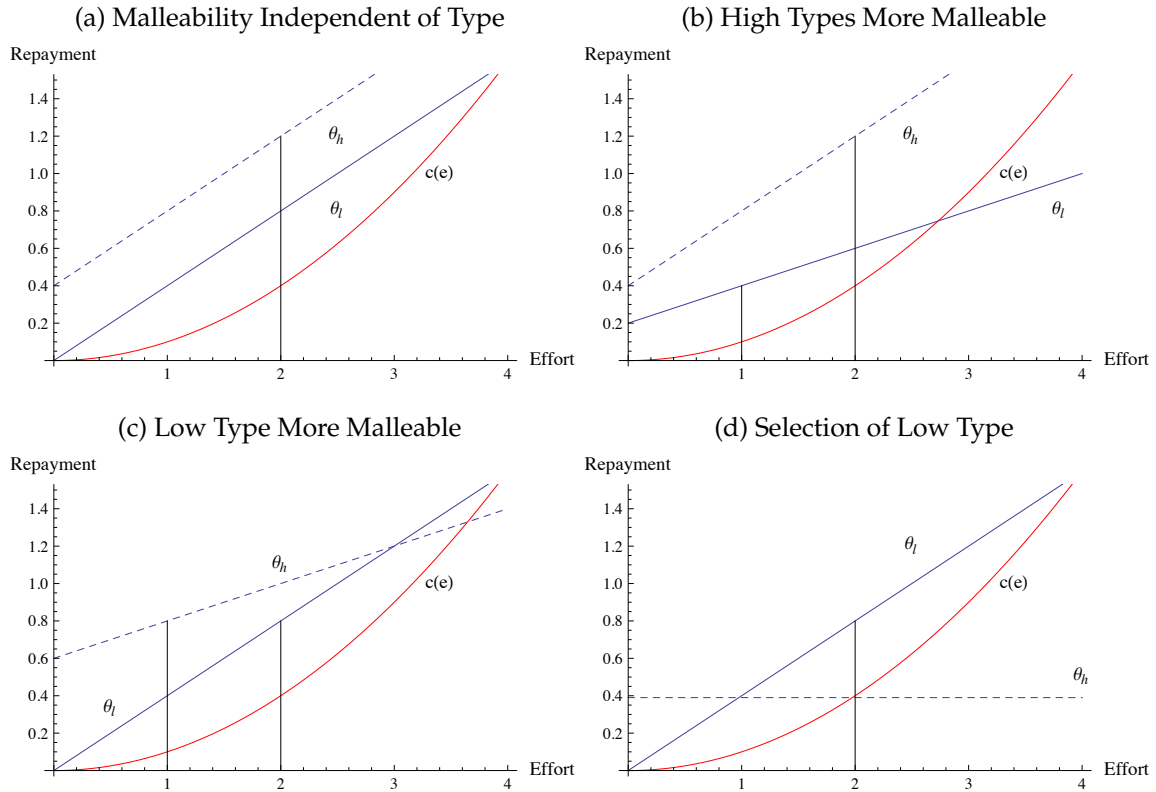 (a) Malleability Independent of Type
Repayment
1.4
1.2
1.0
0.8
0.6
0.4
0.2
θh
θl
c(e)
1 2 3 4
Effort
(b) High Types More Malleable
Repayment
1.4
1.2
1.0
0.8
0.6
0.4
0.2
θh
c(e)
θl
1 2 3 4
Effort
(c) Low Type More Malleable
Repayment
1.4
1.2
1.0
0.8
0.6
0.4
0.2
θh
c(e)
θl
1 2 3 4
Effort
(d) Selection of Low Type
Repayment
1.4
1.2
1.0
0.8
0.6
0.4
0.2
θl
c(e)
θh
1 2 3 4
Effort